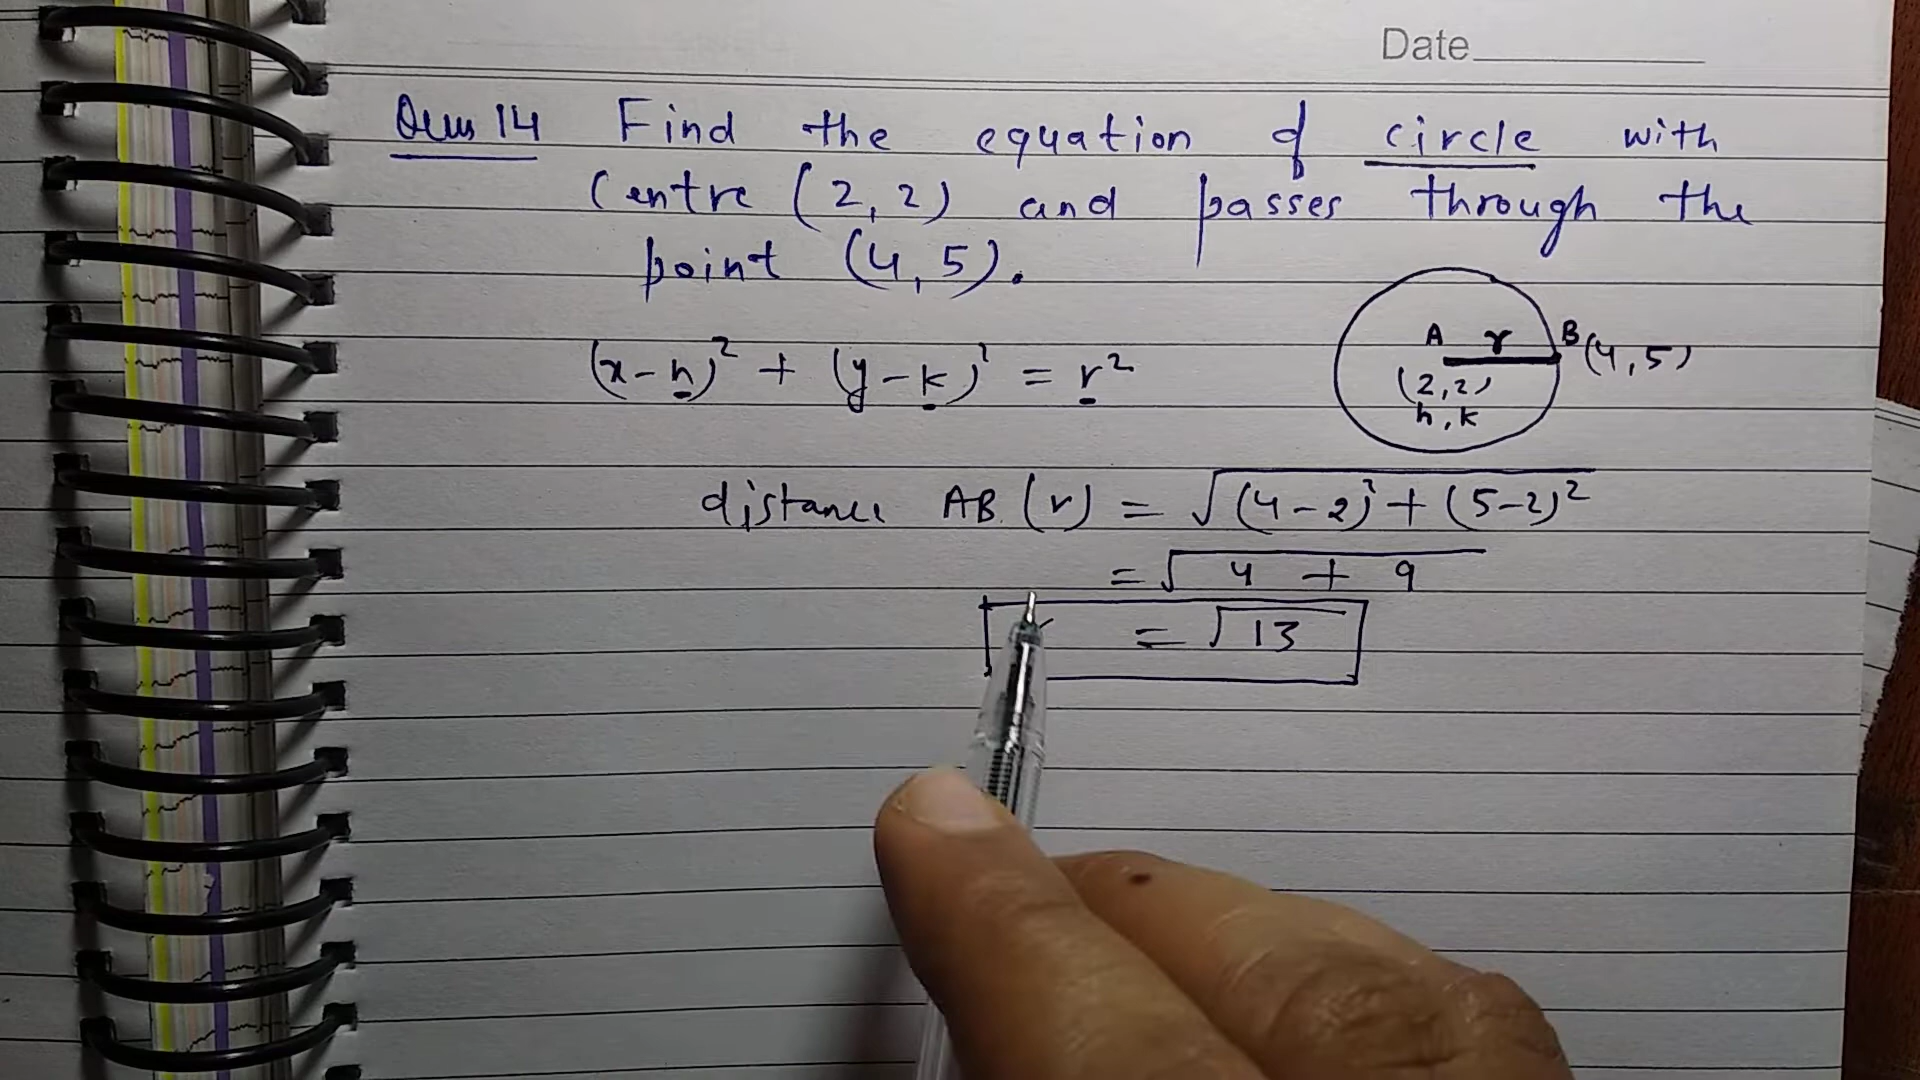 Date
Ques 14 Find the equation of circle with
Centre (2, 2) and passes through the
point (4, 5).
A r B (4, 5)
(2, 2)
h, k
(x-h)² + (y-k)² = r²
distance AB (r) = √(4-2)² + (5-2)²
= √4 + 9
= √13